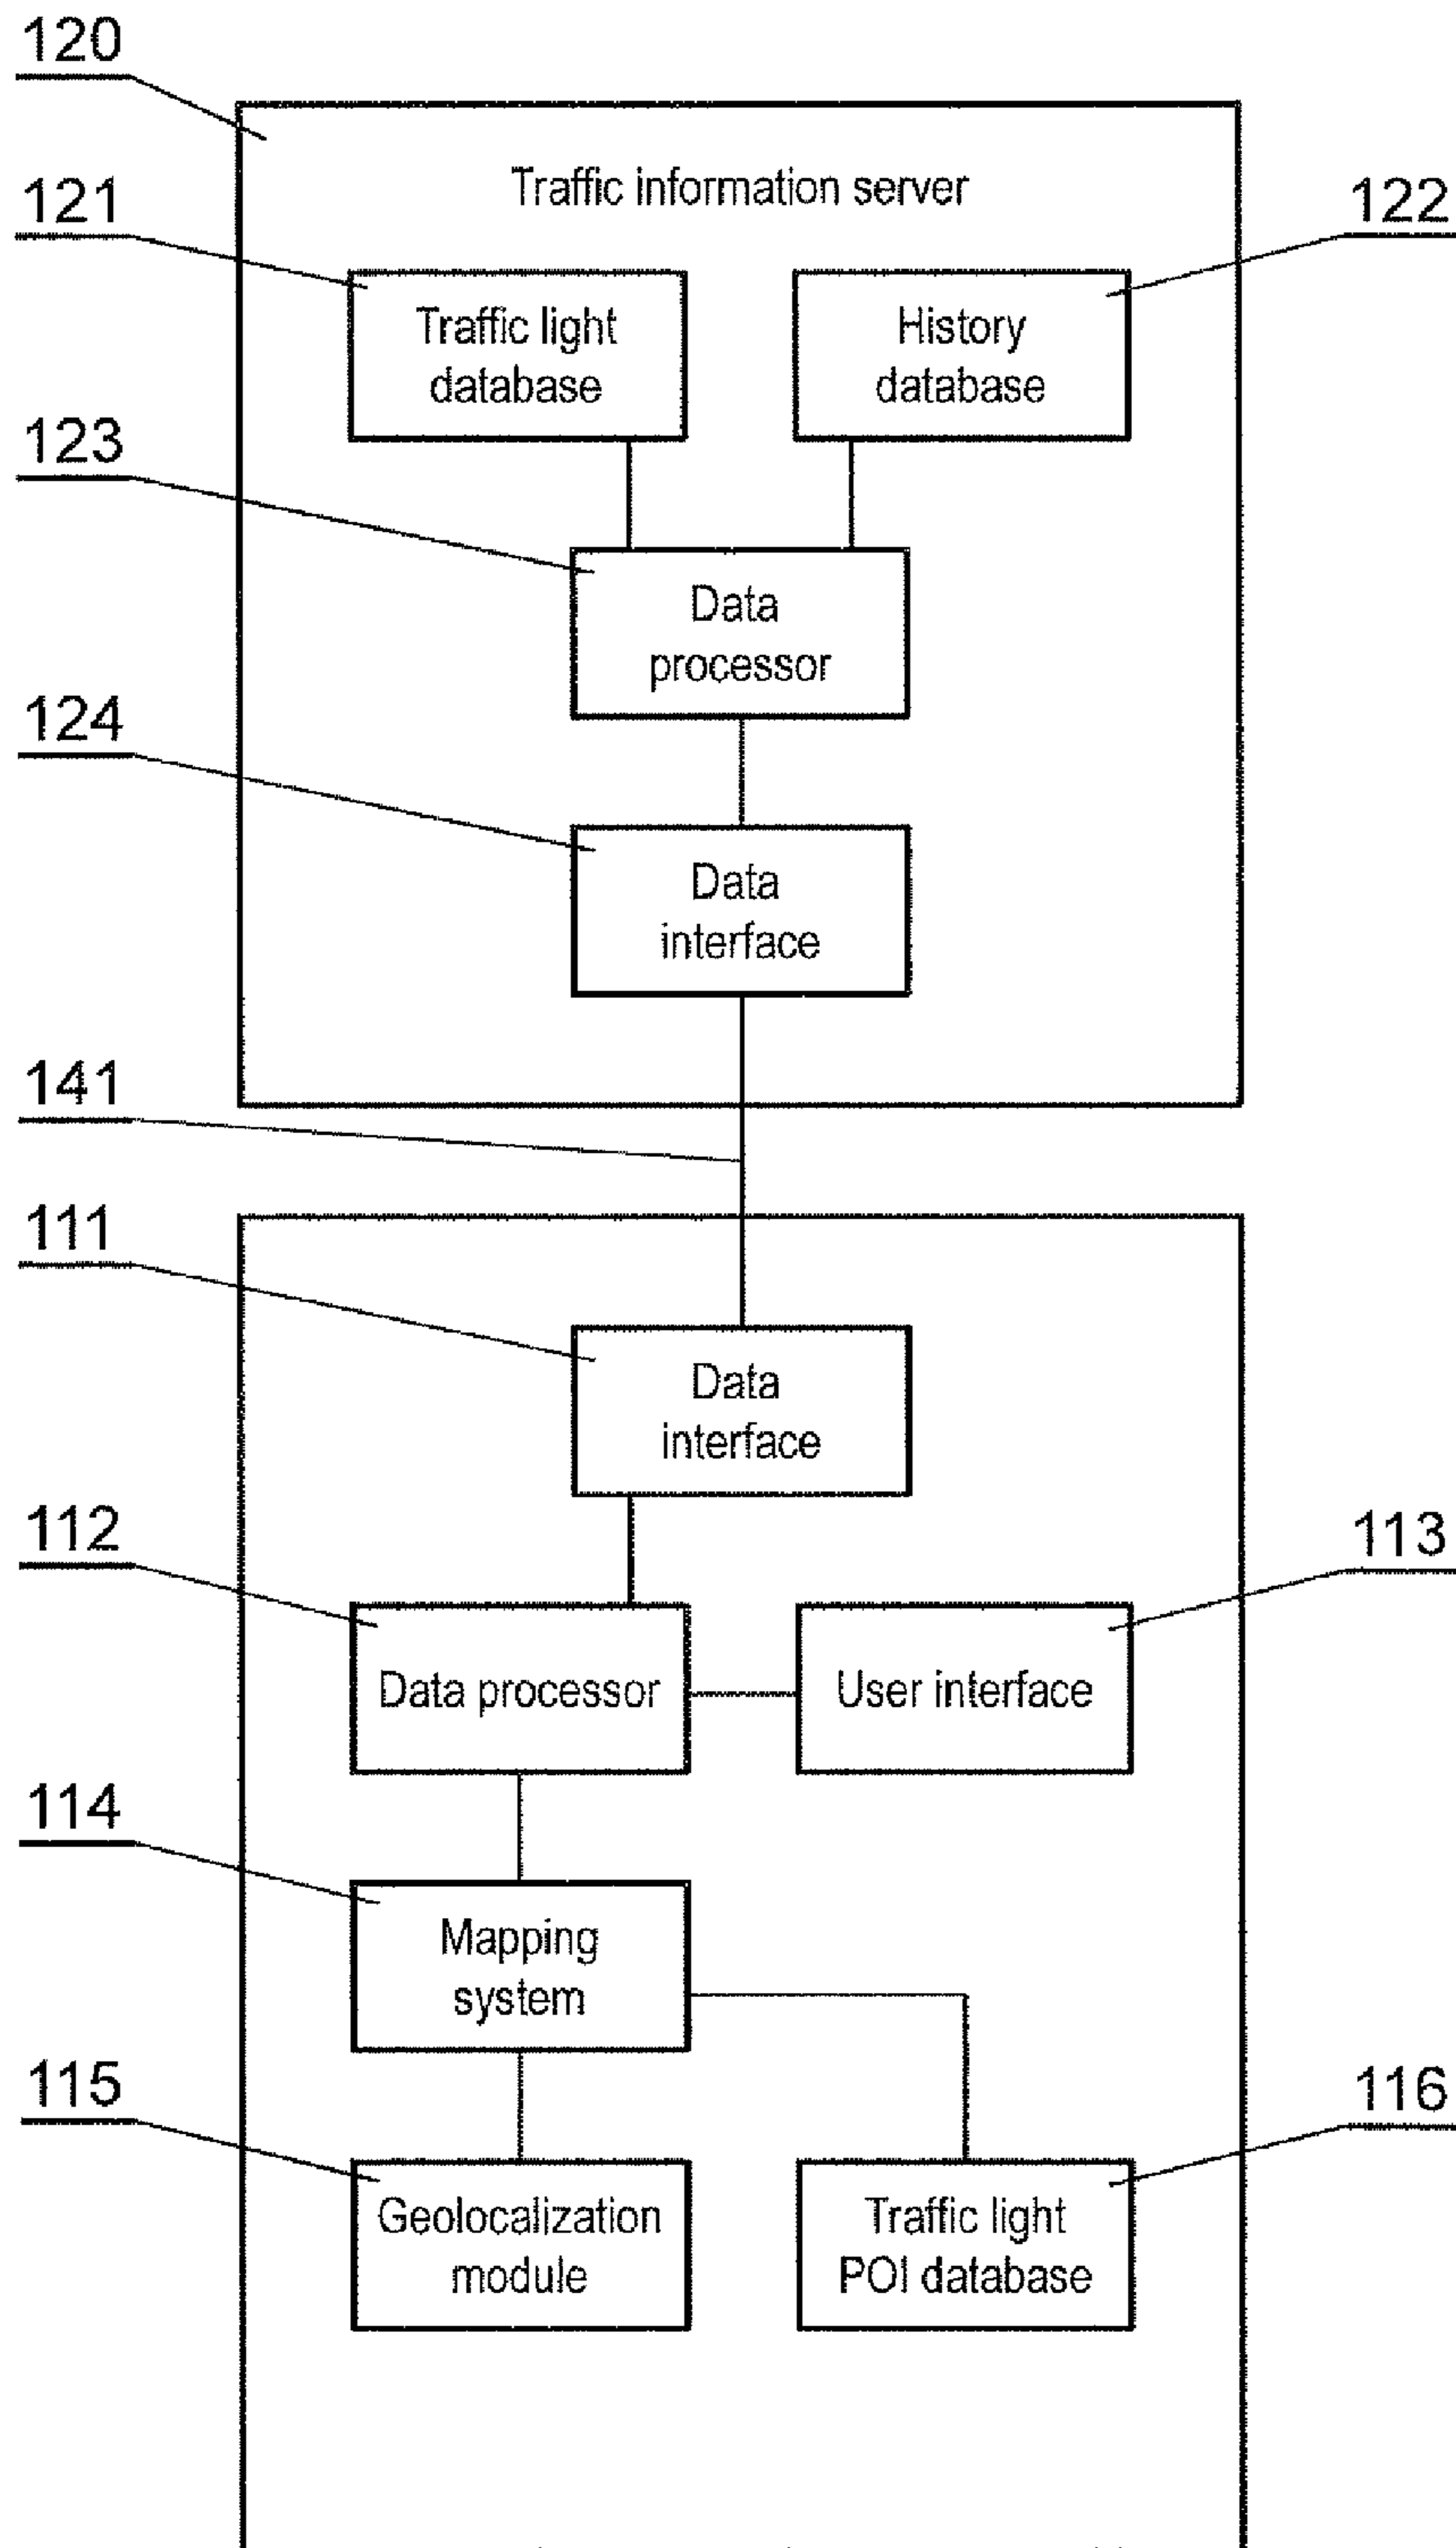 120
Traffic information server
121
122
Traffic light
database
History
database
123
Data
processor
124
Data
interface
141
111
Data
interface
112
113
Data processor
User interface
114
Mapping
system
115
116
Geolocalization
module
Traffic light
POI database